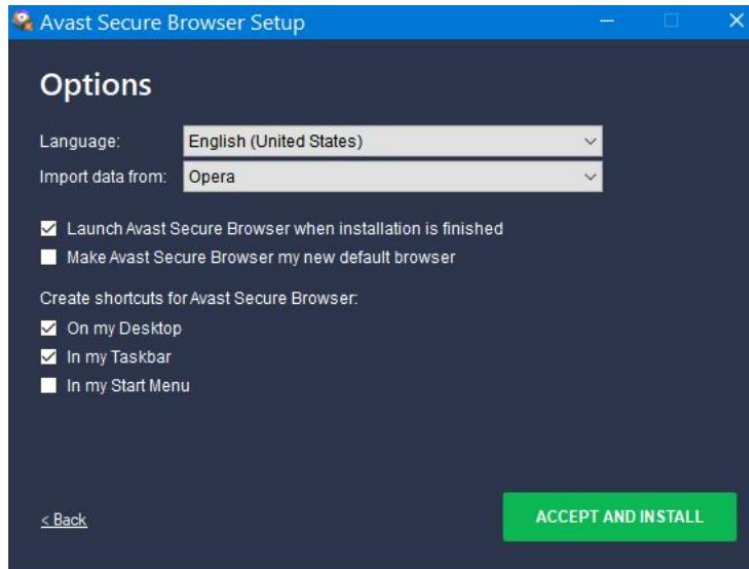 Avast Secure Browser Setup
Options
Language: English (United States)
Import data from: Opera
Launch Avast Secure Browser when installation is finished
Make Avast Secure Browser my new default browser
Create shortcuts for Avast Secure Browser:
On my Desktop
In my Taskbar
In my Start Menu
< Back
ACCEPT AND INSTALL